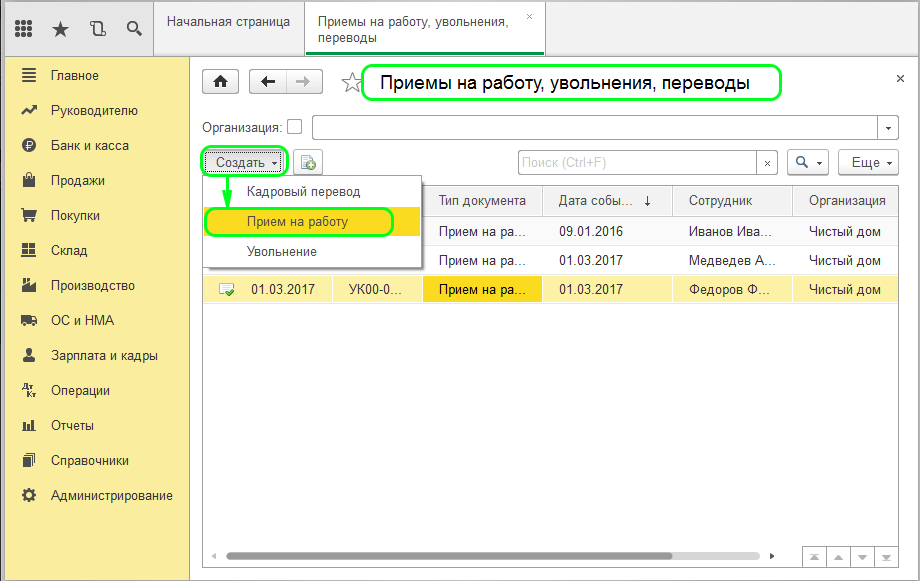 Начальная страница
Приемы на работу, увольнения,
переводы
Главное
Руководителю
Банк и касса
Продажи
Покупки
Склад
Производство
ОС и НМА
Зарплата и кадры
Операции
Отчеты
Справочники
Администрирование
Приемы на работу, увольнения, переводы
Организация:
Создать
Поиск (Ctrl+F)
Еще
Кадровый перевод
Прием на работу
Увольнение
Тип документа Дата собы... Сотрудник Организация
Прием на ра... 09.01.2016 Иванов Ива... Чистый дом
Прием на ра... 01.03.2017 Медведев А... Чистый дом
01.03.2017 УК00-0... Прием на ра... 01.03.2017 Федоров Ф... Чистый дом